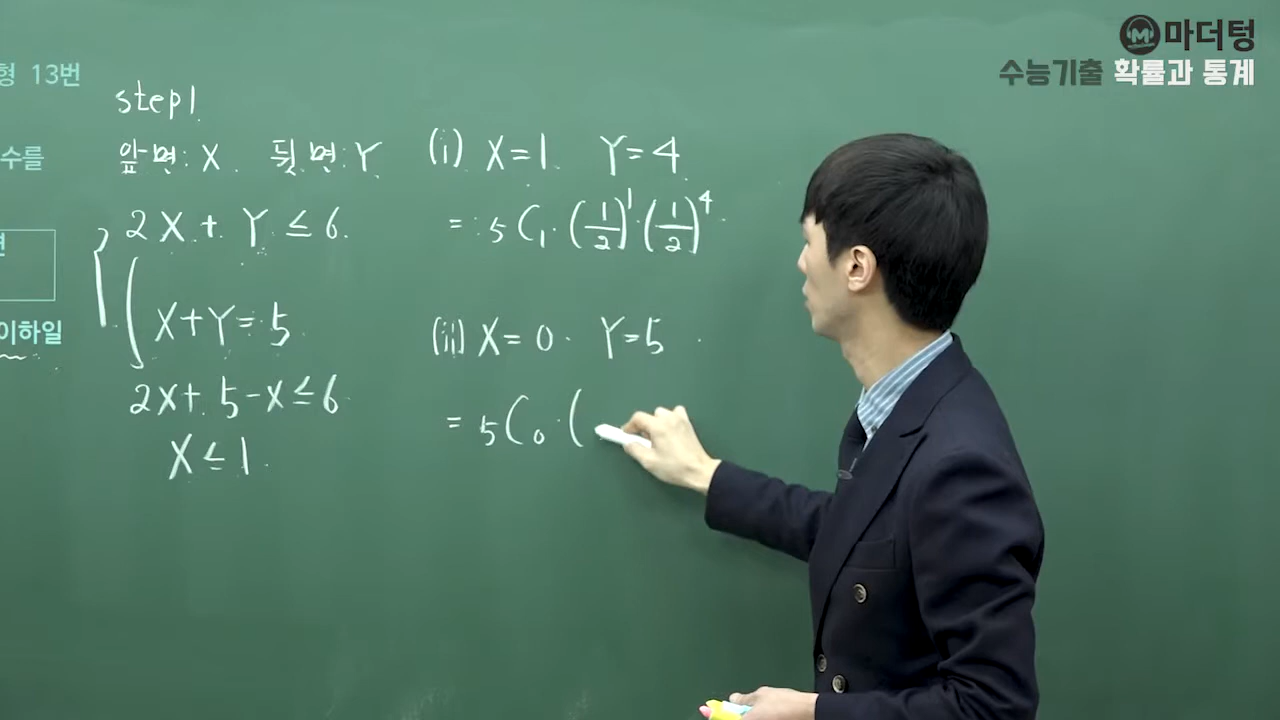 마더텅
수능기출 확률과 통계
형 13번
수를
면
이하일
step1
앞면: X 뒷면: Y
2X + Y ≤ 6
X+Y=5
2X+5-X≤6
X≤1
(i) X=1 Y=4
= ₅C₁ (1/2)¹ (1/2)⁴
(ii) X=0 Y=5
= ₅C₀ (